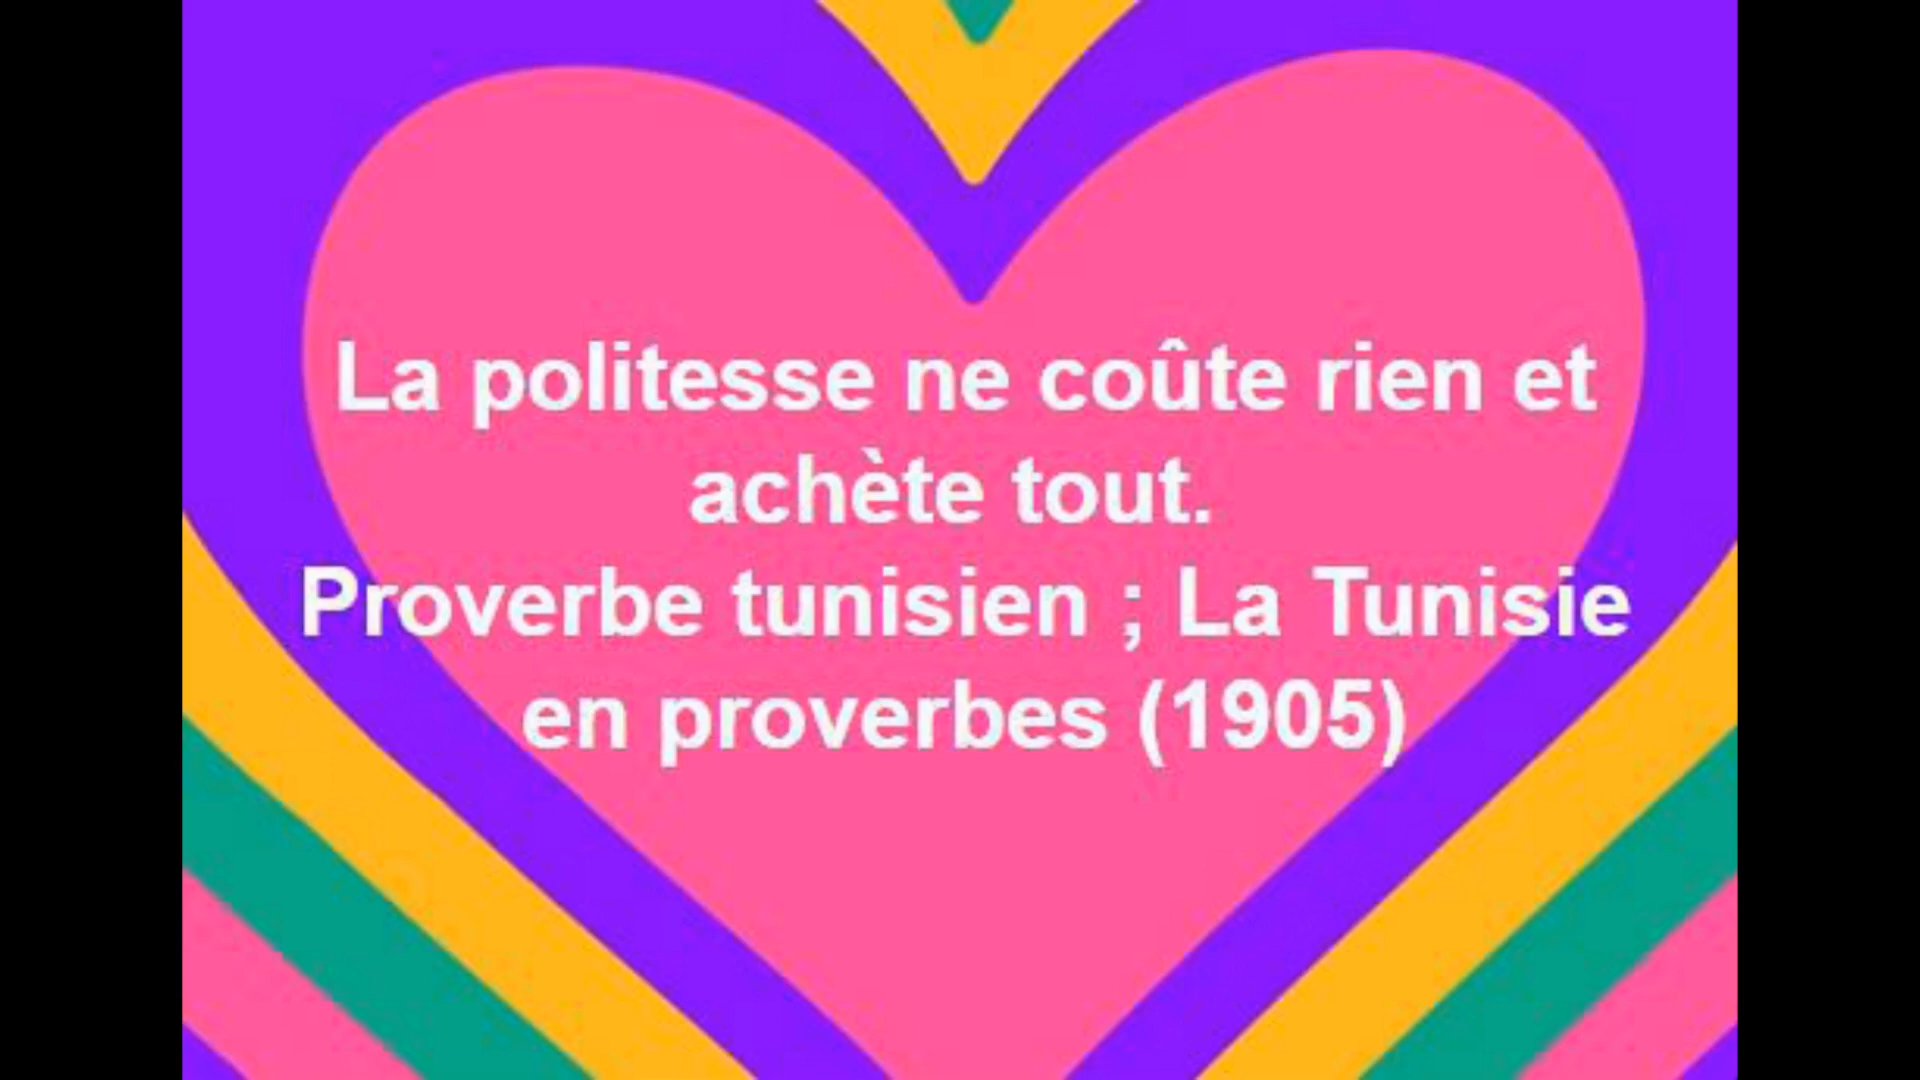 La politesse ne coûte rien et
achète tout.
Proverbe tunisien ; La Tunisie
en proverbes (1905)